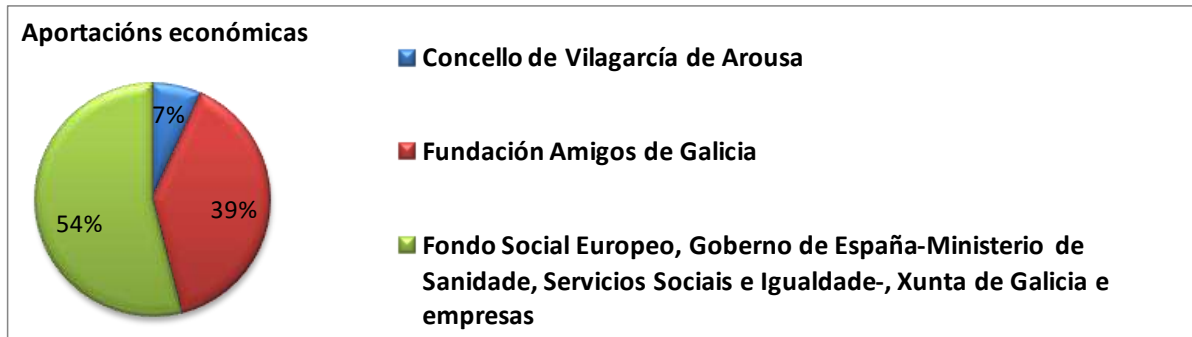 Aportacións económicas
7%
39%
54%
Concello de Vilagarcía de Arousa
Fundación Amigos de Galicia
Fondo Social Europeo, Goberno de España-Ministerio de
Sanidade, Servicios Sociais e Igualdade-, Xunta de Galicia e
empresas